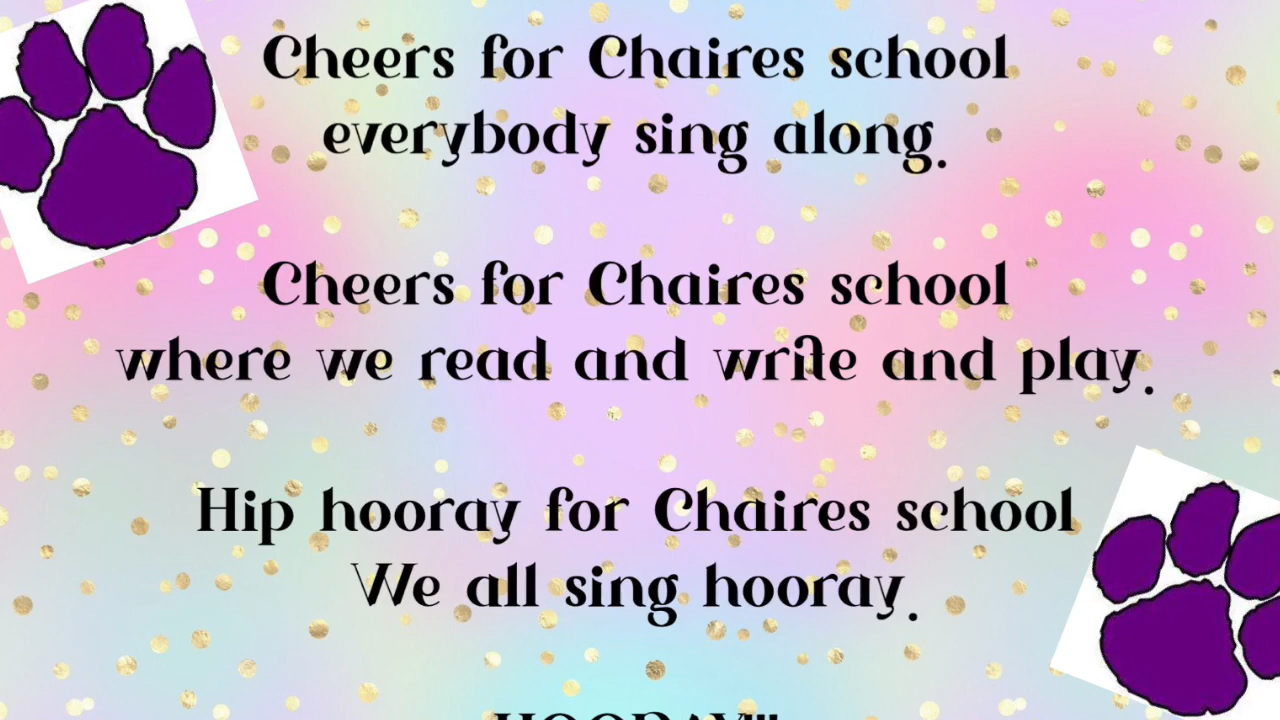 Cheers for Chaires school
everybody sing along.
Cheers for Chaires school
where we read and write and play.
Hip hooray for Chaires school
We all sing hooray.
HOORAY!!!